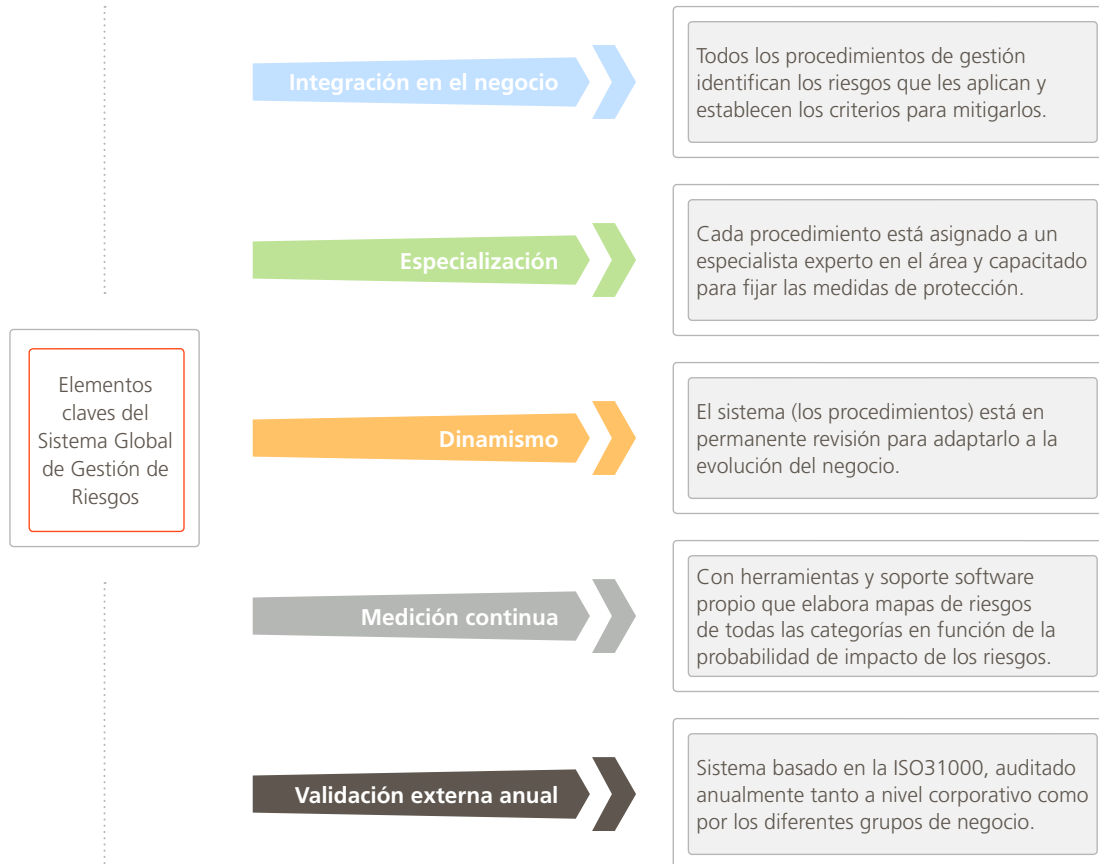 Integración en el negocio
Todos los procedimientos de gestión
identifican los riesgos que les aplican y
establecen los criterios para mitigarlos.
Especialización
Cada procedimiento está asignado a un
especialista experto en el área y capacitado
para fijar las medidas de protección.
Elementos
claves del
Sistema Global
de Gestión de
Riesgos
Dinamismo
El sistema (los procedimientos) está en
permanente revisión para adaptarlo a la
evolución del negocio.
Medición continua
Con herramientas y soporte software
propio que elabora mapas de riesgos
de todas las categorías en función de la
probabilidad de impacto de los riesgos.
Validación externa anual
Sistema basado en la ISO31000, auditado
anualmente tanto a nivel corporativo como
por los diferentes grupos de negocio.